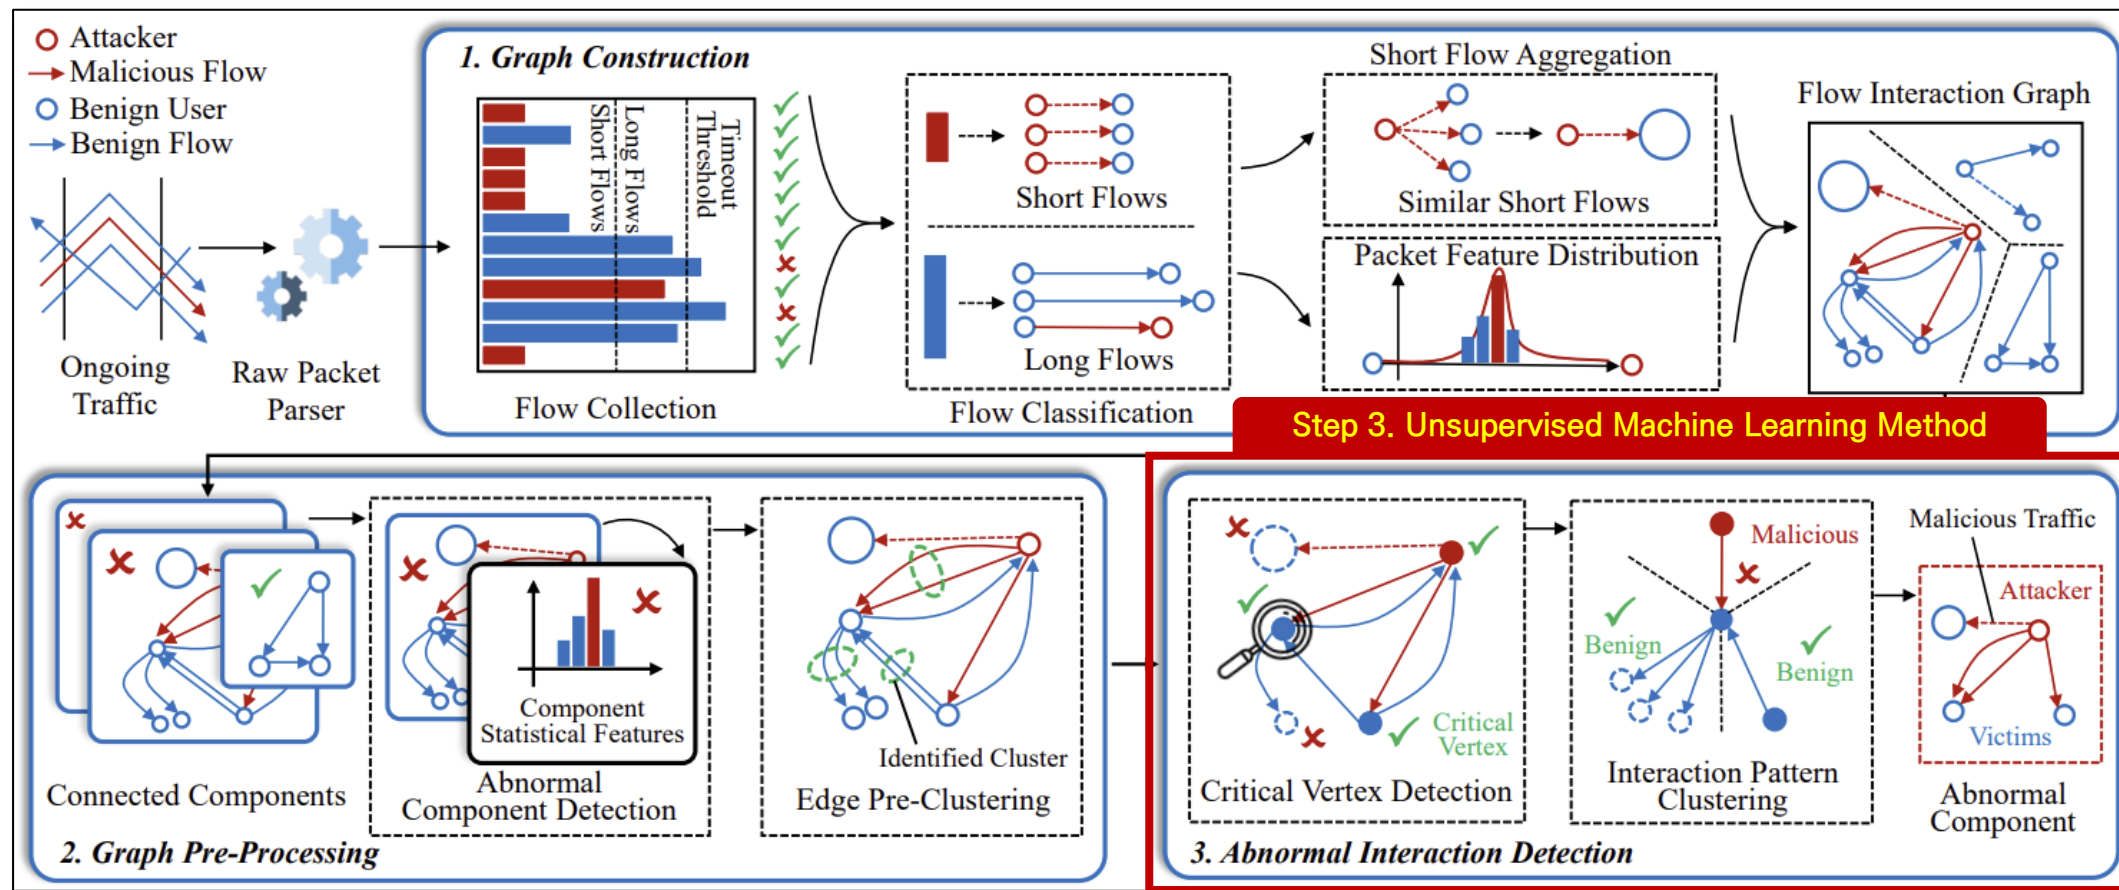 Attacker
Malicious Flow
Benign User
Benign Flow
Ongoing
Traffic
Raw Packet
Parser
1. Graph Construction
Short Flows
Long Flows
Timeout
Threshold
Flow Collection
Short Flows
Long Flows
Flow Classification
Short Flow Aggregation
Similar Short Flows
Packet Feature Distribution
Flow Interaction Graph
Step 3. Unsupervised Machine Learning Method
Connected Components
Component
Statistical Features
Abnormal
Component Detection
Identified Cluster
Edge Pre-Clustering
2. Graph Pre-Processing
Critical
Vertex
Critical Vertex Detection
Malicious
Benign
Benign
Interaction Pattern
Clustering
Malicious Traffic
Attacker
Victims
Abnormal
Component
3. Abnormal Interaction Detection